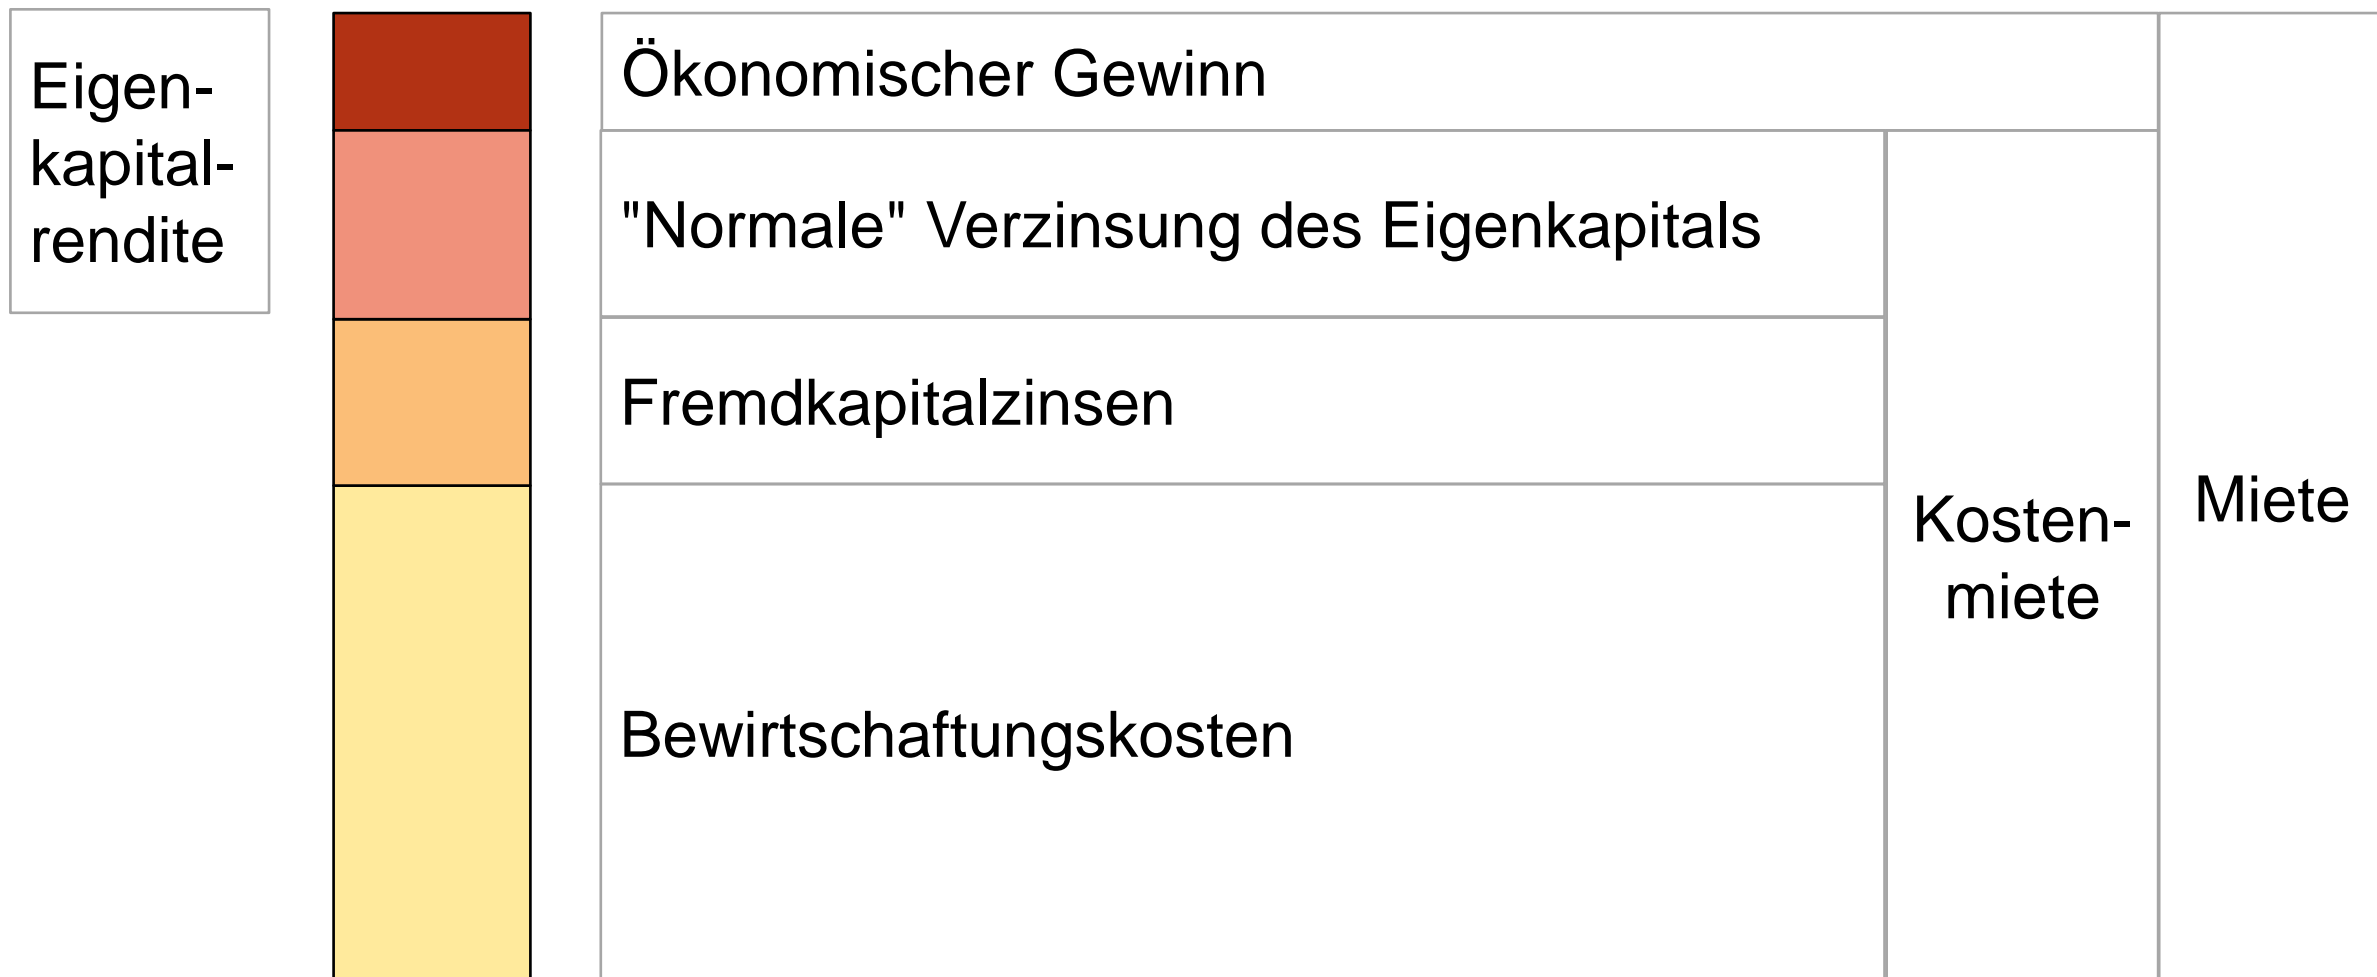 Eigen-
kapital-
rendite
Ökonomischer Gewinn
"Normale" Verzinsung des Eigenkapitals
Fremdkapitalzinsen
Bewirtschaftungskosten
Kosten-
miete
Miete